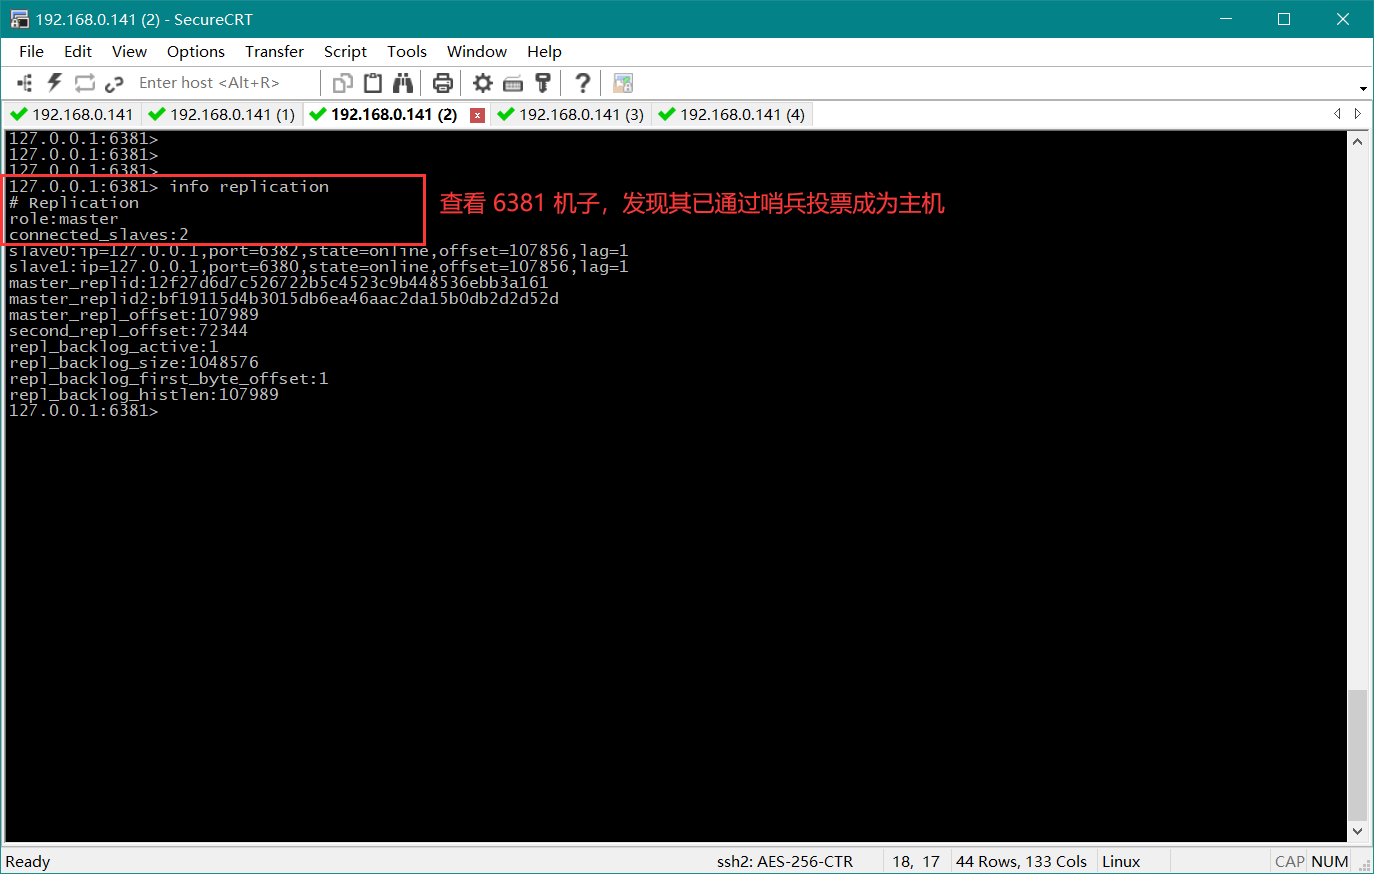 192.168.0.141 (2) - SecureCRT
File Edit View Options Transfer Script Tools Window Help
Enter host <Alt+R>
192.168.0.141 192.168.0.141 (1) 192.168.0.141 (2) 192.168.0.141 (3) 192.168.0.141 (4)
127.0.0.1:6381>
127.0.0.1:6381>
127.0.0.1:6381>
127.0.0.1:6381> info replication
# Replication
查看 6381 机子，发现其已通过哨兵投票成为主机
role:master
connected_slaves:2
slave0:ip=127.0.0.1,port=6382,state=online,offset=107856,lag=1
slave1:ip=127.0.0.1,port=6380,state=online,offset=107856,lag=1
master_replid:12f27d6d7c526722b5c4523c9b448536ebb3a161
master_replid2:bf19115d4b3015db6ea46aac2da15b0db2d2d52d
master_repl_offset:107989
second_repl_offset:72344
repl_backlog_active:1
repl_backlog_size:1048576
repl_backlog_first_byte_offset:1
repl_backlog_histlen:107989
127.0.0.1:6381>
Ready ssh2: AES-256-CTR 18, 17 44 Rows, 133 Cols Linux CAP NUM